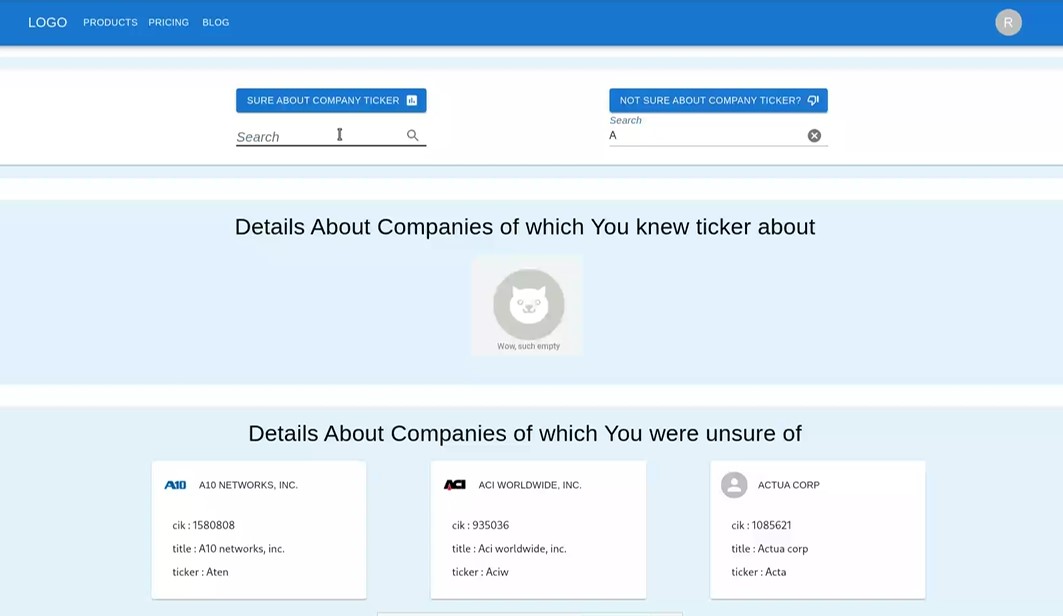 LOGO PRODUCTS PRICING BLOG R
SURE ABOUT COMPANY TICKER
Search
NOT SURE ABOUT COMPANY TICKER?
Search
A
Details About Companies of which You knew ticker about
Wow, such empty
Details About Companies of which You were unsure of
A10 A10 NETWORKS, INC.
cik : 1580808
title : A10 networks, inc.
ticker : Aten
ACI ACI WORLDWIDE, INC.
cik : 935036
title : Aci worldwide, inc.
ticker : Aciw
ACTUA CORP
cik : 1085621
title : Actua corp
ticker : Acta